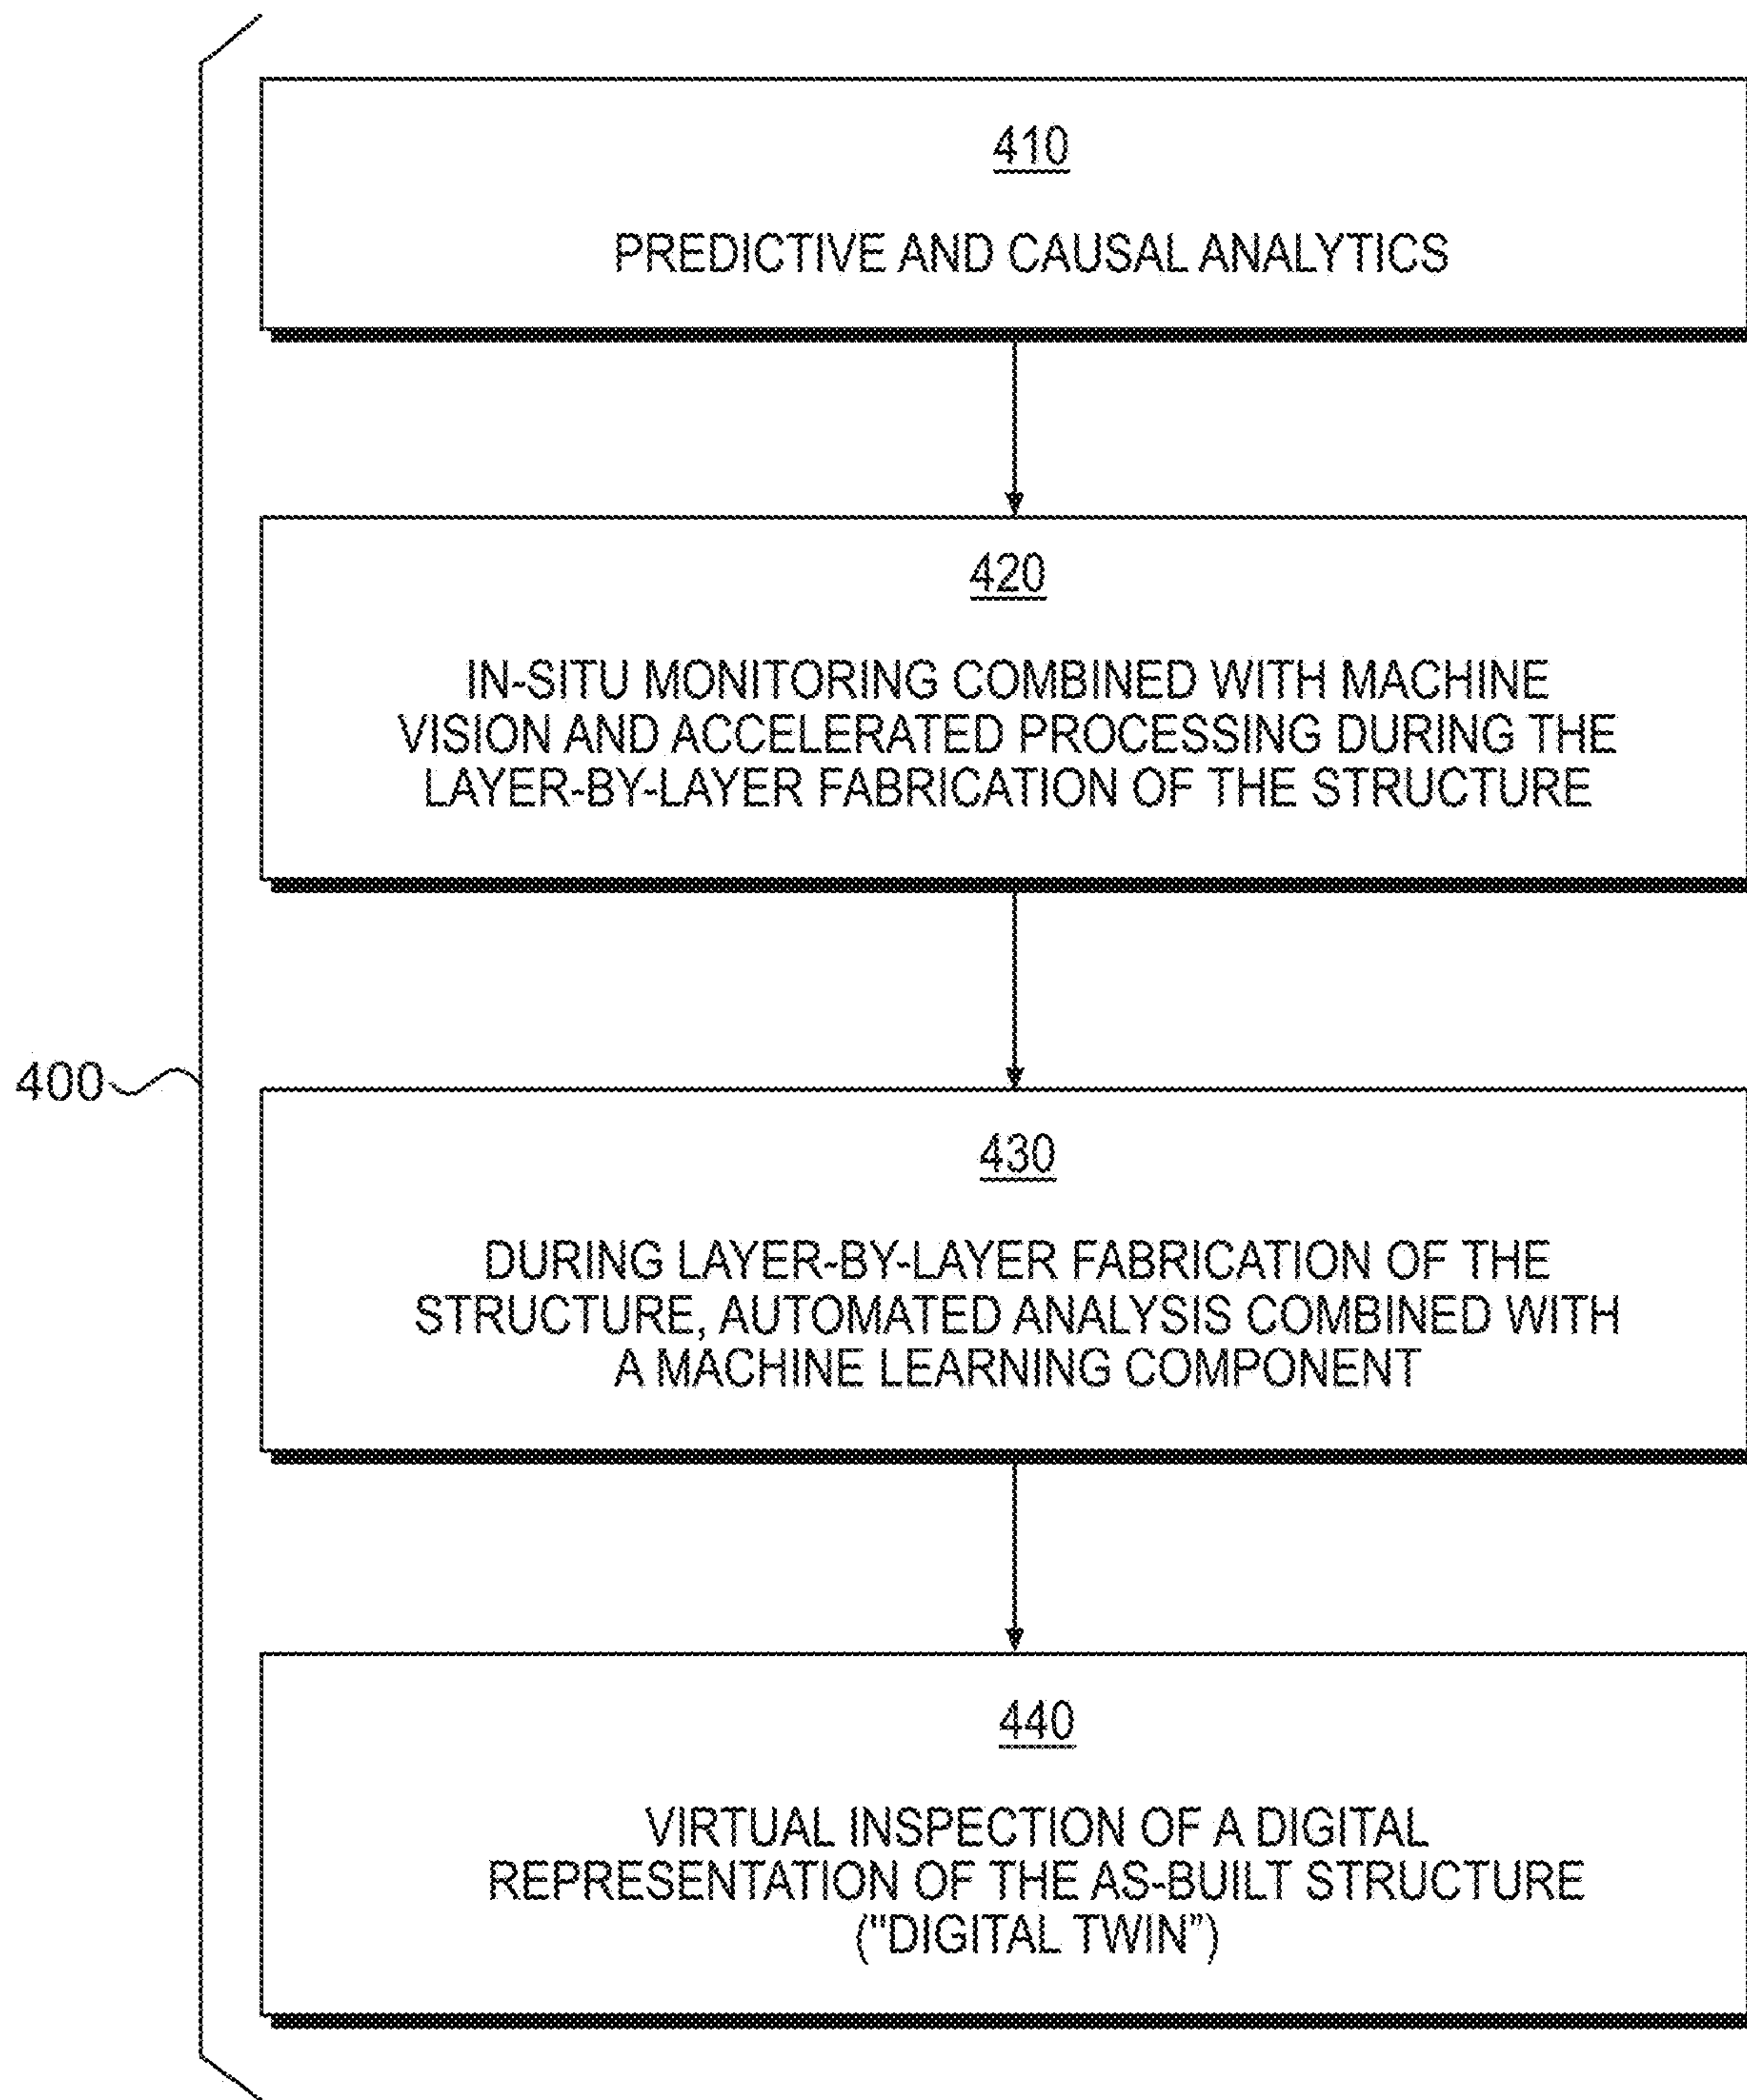 410
PREDICTIVE AND CAUSAL ANALYTICS
420
IN-SITU MONITORING COMBINED WITH MACHINE
VISION AND ACCELERATED PROCESSING DURING THE
LAYER-BY-LAYER FABRICATION OF THE STRUCTURE
400
430
DURING LAYER-BY-LAYER FABRICATION OF THE
STRUCTURE, AUTOMATED ANALYSIS COMBINED WITH
A MACHINE LEARNING COMPONENT
440
VIRTUAL INSPECTION OF A DIGITAL
REPRESENTATION OF THE AS-BUILT STRUCTURE
("DIGITAL TWIN”)